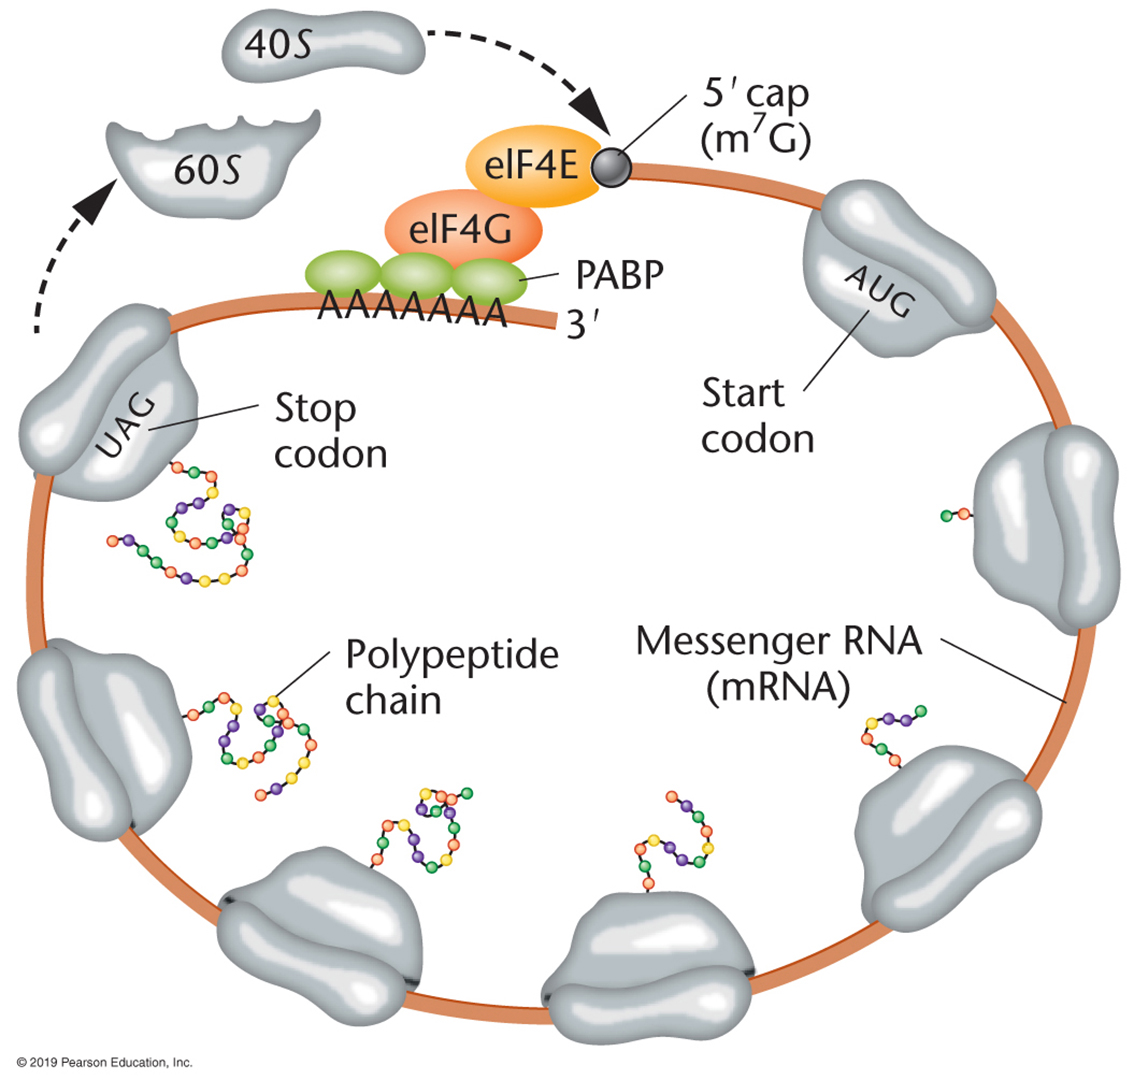 40S
60S
5′ cap
(m⁷G)
eIF4E
eIF4G
PABP
AAAAAAA
3′
AUG
Start
codon
UAG
Stop
codon
Polypeptide
chain
Messenger RNA
(mRNA)
© 2019 Pearson Education, Inc.